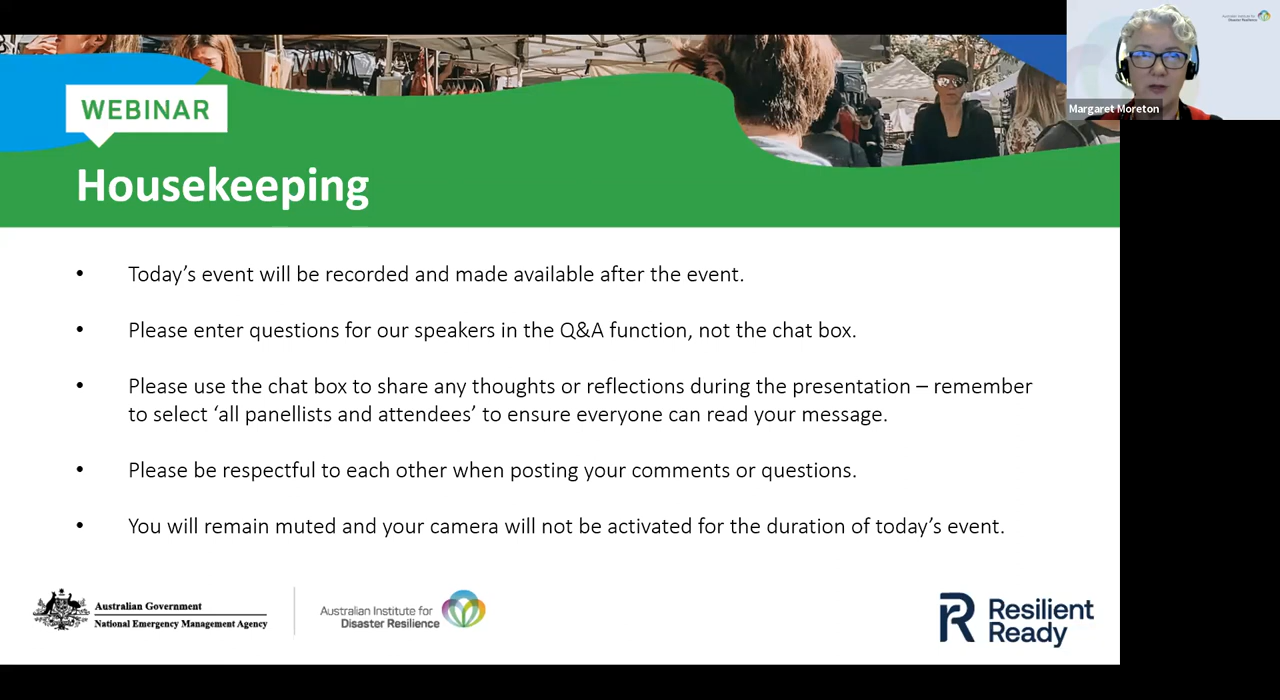 Australian Institute for
Disaster Resilience
Margaret Moreton
WEBINAR
Housekeeping
• Today’s event will be recorded and made available after the event.
• Please enter questions for our speakers in the Q&A function, not the chat box.
• Please use the chat box to share any thoughts or reflections during the presentation – remember
to select ‘all panellists and attendees’ to ensure everyone can read your message.
• Please be respectful to each other when posting your comments or questions.
• You will remain muted and your camera will not be activated for the duration of today’s event.
Australian Government
National Emergency Management Agency
Australian Institute for
Disaster Resilience
Resilient
Ready